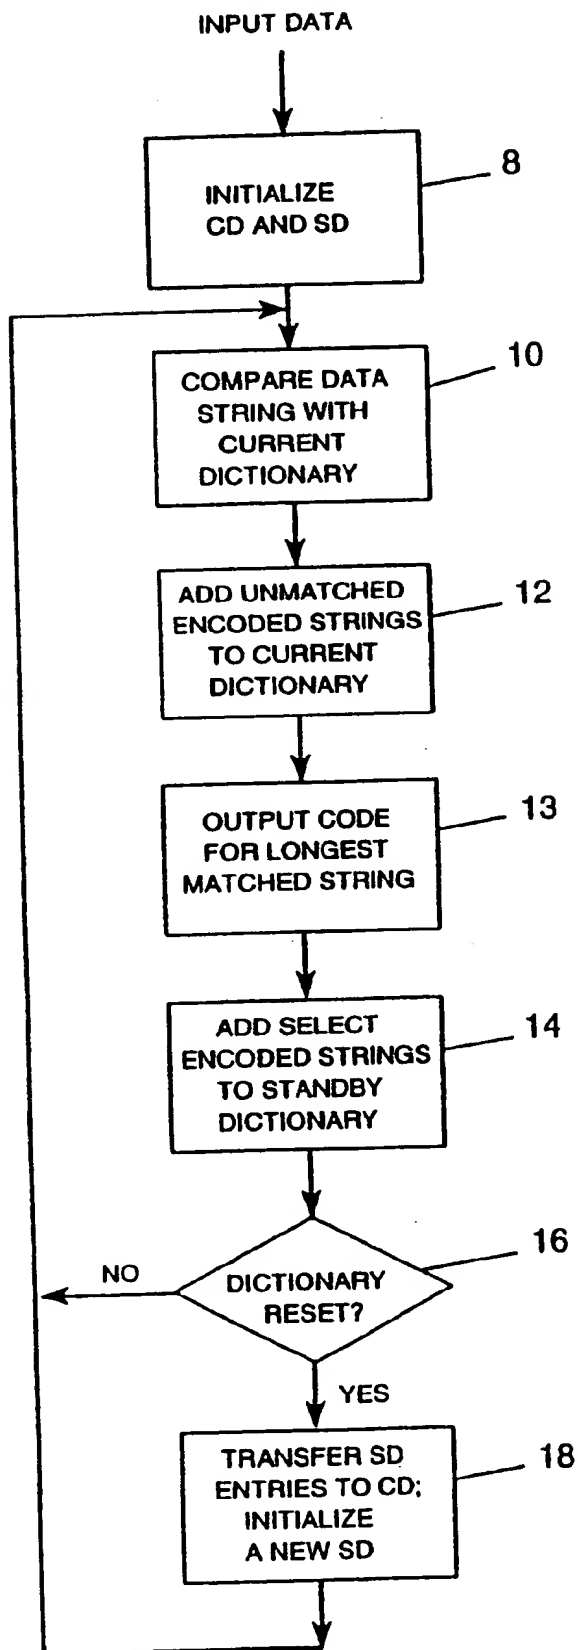 INPUT DATA
8
INITIALIZE
CD AND SD
10
COMPARE DATA
STRING WITH
CURRENT
DICTIONARY
12
ADD UNMATCHED
ENCODED STRINGS
TO CURRENT
DICTIONARY
13
OUTPUT CODE
FOR LONGEST
MATCHED STRING
14
ADD SELECT
ENCODED STRINGS
TO STANDBY
DICTIONARY
16
NO
DICTIONARY
RESET?
YES
18
TRANSFER SD
ENTRIES TO CD;
INITIALIZE
A NEW SD